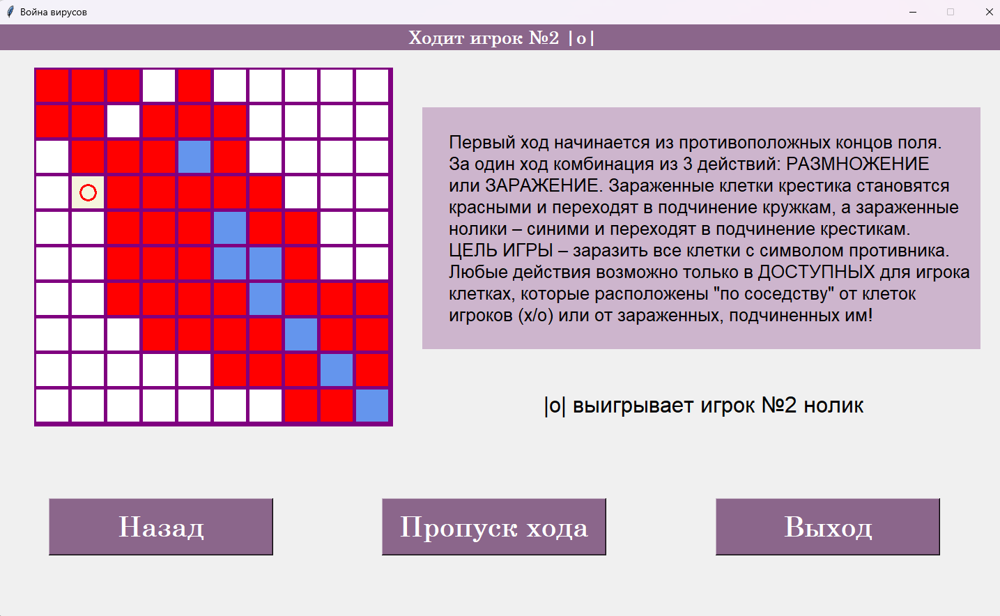 Война вирусов
Ходит игрок №2 |о|
Первый ход начинается из противоположных концов поля.
За один ход комбинация из 3 действий: РАЗМНОЖЕНИЕ
или ЗАРАЖЕНИЕ. Зараженные клетки крестика становятся
красными и переходят в подчинение кружкам, а зараженные
нолики – синими и переходят в подчинение крестикам.
ЦЕЛЬ ИГРЫ – заразить все клетки с символом противника.
Любые действия возможно только в ДОСТУПНЫХ для игрока
клетках, которые расположены "по соседству" от клеток
игроков (х/о) или от зараженных, подчиненных им!
|о| выигрывает игрок №2 нолик
Назад
Пропуск хода
Выход